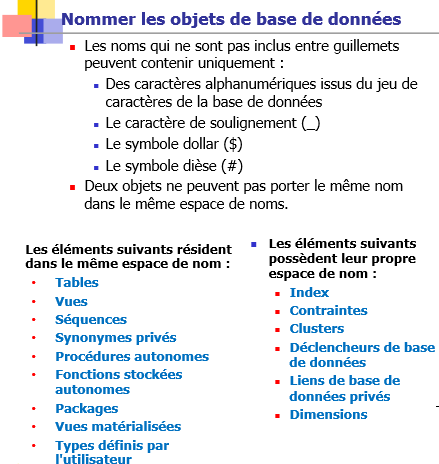 Nommer les objets de base de données
Les noms qui ne sont pas inclus entre guillemets
peuvent contenir uniquement :
Des caractères alphanumériques issus du jeu de
caractères de la base de données
Le caractère de soulignement (_)
Le symbole dollar ($)
Le symbole dièse (#)
Deux objets ne peuvent pas porter le même nom
dans le même espace de noms.
Les éléments suivants résident
dans le même espace de nom :
Tables
Vues
Séquences
Synonymes privés
Procédures autonomes
Fonctions stockées
autonomes
Packages
Vues matérialisées
Types définis par
l'utilisateur
Les éléments suivants
possèdent leur propre
espace de nom :
Index
Contraintes
Clusters
Déclencheurs de base
de données
Liens de base de
données privés
Dimensions